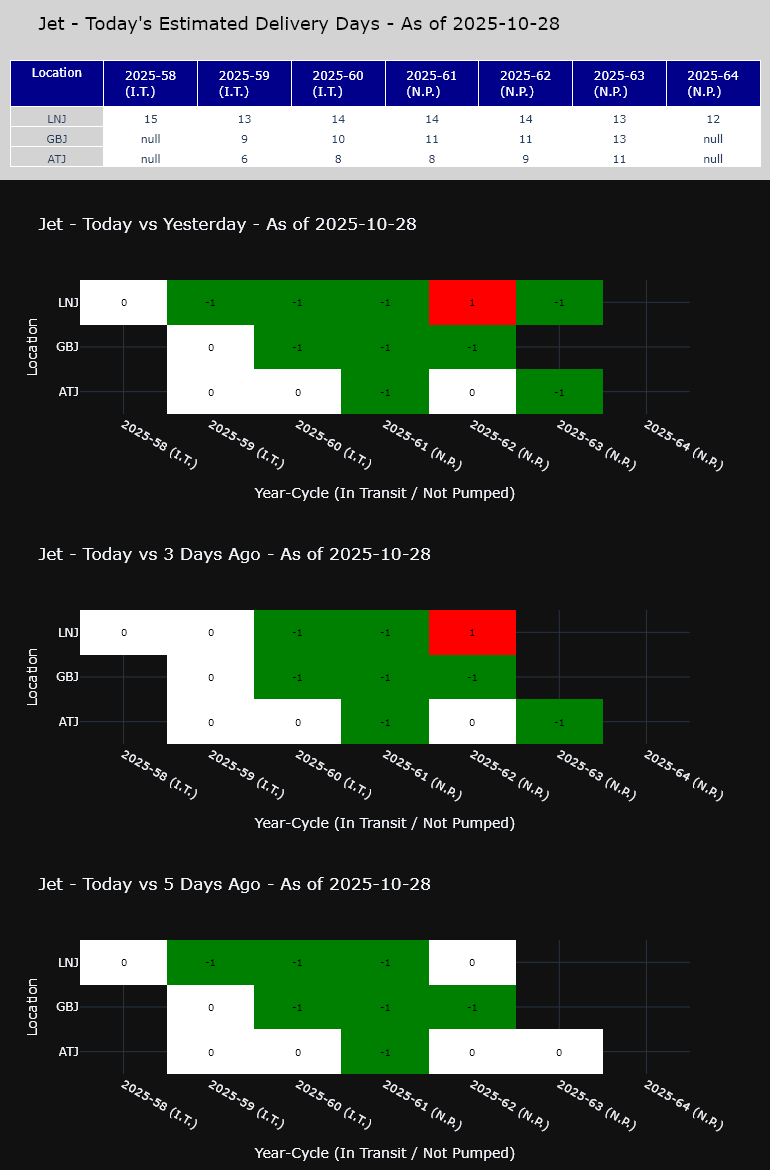 Jet - Today's Estimated Delivery Days - As of 2025-10-28
Location 2025-58 (I.T.) 2025-59 (I.T.) 2025-60 (I.T.) 2025-61 (N.P.) 2025-62 (N.P.) 2025-63 (N.P.) 2025-64 (N.P.)
LNJ 15 13 14 14 14 13 12
GBJ null 9 10 11 11 13 null
ATJ null 6 8 8 9 11 null
Jet - Today vs Yesterday - As of 2025-10-28
Location
LNJ 0 -1 -1 -1 1 -1
GBJ 0 -1 -1 -1
ATJ 0 0 -1 0 -1
2025-58 (I.T.) 2025-59 (I.T.) 2025-60 (I.T.) 2025-61 (N.P.) 2025-62 (N.P.) 2025-63 (N.P.) 2025-64 (N.P.)
Year-Cycle (In Transit / Not Pumped)
Jet - Today vs 3 Days Ago - As of 2025-10-28
Location
LNJ 0 0 -1 -1 1
GBJ 0 -1 -1 -1
ATJ 0 0 -1 0 -1
2025-58 (I.T.) 2025-59 (I.T.) 2025-60 (I.T.) 2025-61 (N.P.) 2025-62 (N.P.) 2025-63 (N.P.) 2025-64 (N.P.)
Year-Cycle (In Transit / Not Pumped)
Jet - Today vs 5 Days Ago - As of 2025-10-28
Location
LNJ 0 -1 -1 -1 0
GBJ 0 -1 -1 -1
ATJ 0 0 -1 0 0
2025-58 (I.T.) 2025-59 (I.T.) 2025-60 (I.T.) 2025-61 (N.P.) 2025-62 (N.P.) 2025-63 (N.P.) 2025-64 (N.P.)
Year-Cycle (In Transit / Not Pumped)